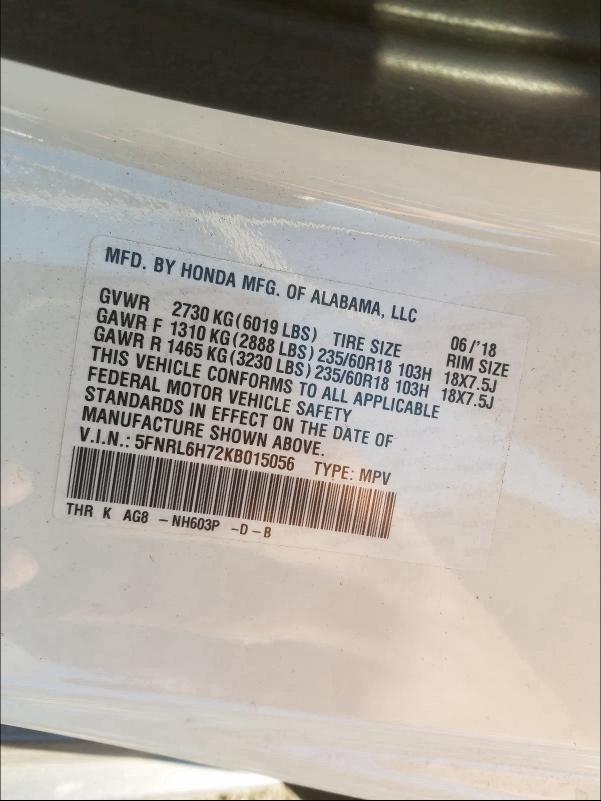 MFD. BY HONDA MFG. OF ALABAMA, LLC 06/'18
GVWR 2730 KG(6019 LBS) TIRE SIZE RIM SIZE
GAWR F 1310 KG(2888 LBS) 235/60R18 103H 18X7.5J
GAWR R 1465 KG(3230 LBS) 235/60R18 103H 18X7.5J
THIS VEHICLE CONFORMS TO ALL APPLICABLE
FEDERAL MOTOR VEHICLE SAFETY
STANDARDS IN EFFECT ON THE DATE OF
MANUFACTURE SHOWN ABOVE.
V.I.N.: 5FNRL6H72KB015056 TYPE: MPV
THR K AG8 -NH603P -D-B